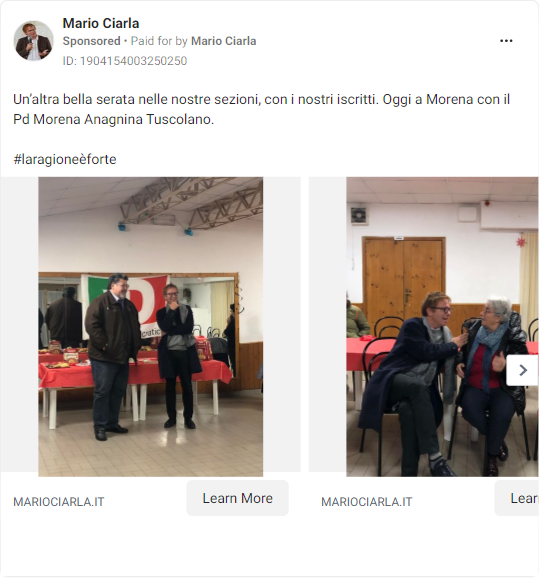 Mario Ciarla
Sponsored • Paid for by Mario Ciarla
ID: 1904154003250250
Un'altra bella serata nelle nostre sezioni, con i nostri iscritti. Oggi a Morena con il
Pd Morena Anagnina Tuscolano.
#laragioneèforte
MARIOCIARLA.IT
Learn More
MARIOCIARLA.IT
Lear